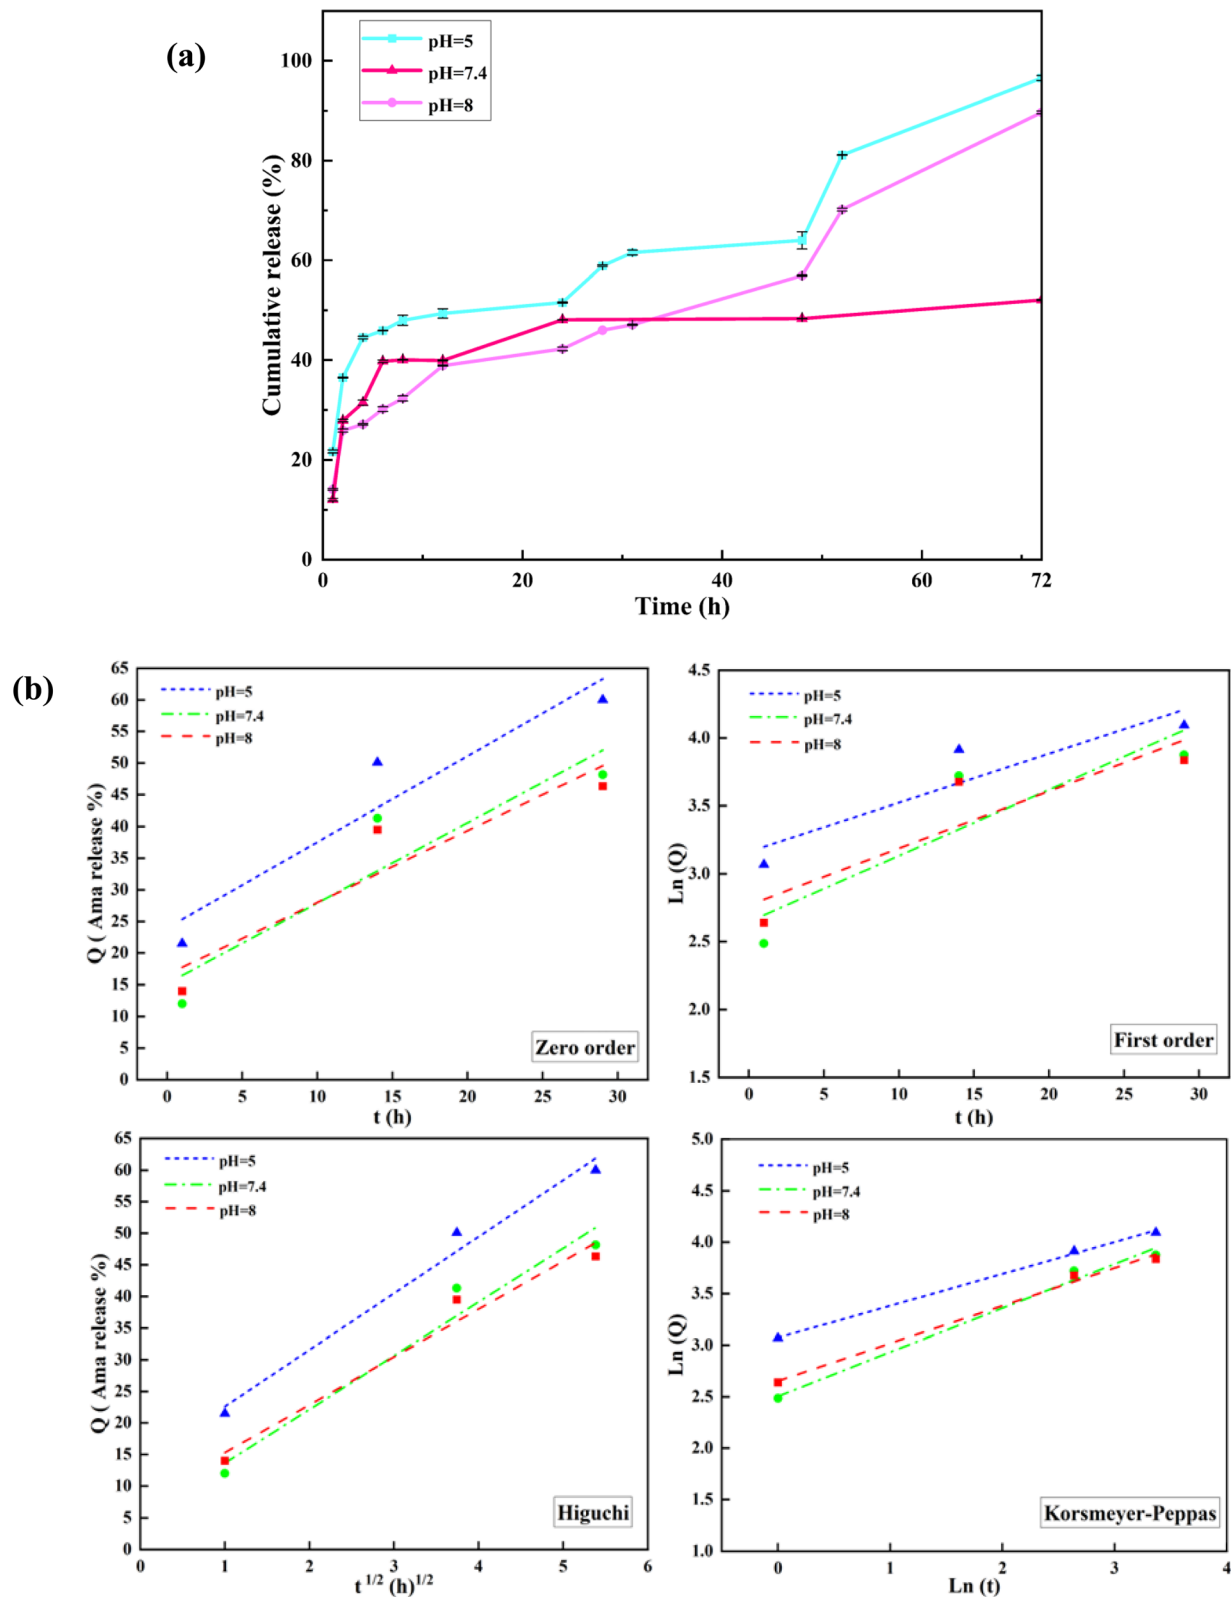 (a)
pH=5
pH=7.4
pH=8
100
80
60
40
20
0
Cumulative release (%)
0 20 40 60 72
Time (h)
(b)
65
60
55
50
45
40
35
30
25
20
15
10
5
0
Q ( Ama release %)
pH=5
pH=7.4
pH=8
Zero order
0 5 10 15 20 25 30
t (h)
4.5
4.0
3.5
3.0
2.5
2.0
1.5
Ln (Q)
pH=5
pH=7.4
pH=8
First order
0 5 10 15 20 25 30
t (h)
65
60
55
50
45
40
35
30
25
20
15
10
5
0
Q ( Ama release %)
pH=5
pH=7.4
pH=8
Higuchi
0 1 2 3 4 5 6
t 1/2 (h)1/2
5.0
4.5
4.0
3.5
3.0
2.5
2.0
1.5
1.0
Ln (Q)
pH=5
pH=7.4
pH=8
Korsmeyer-Peppas
0 1 2 3 4
Ln (t)